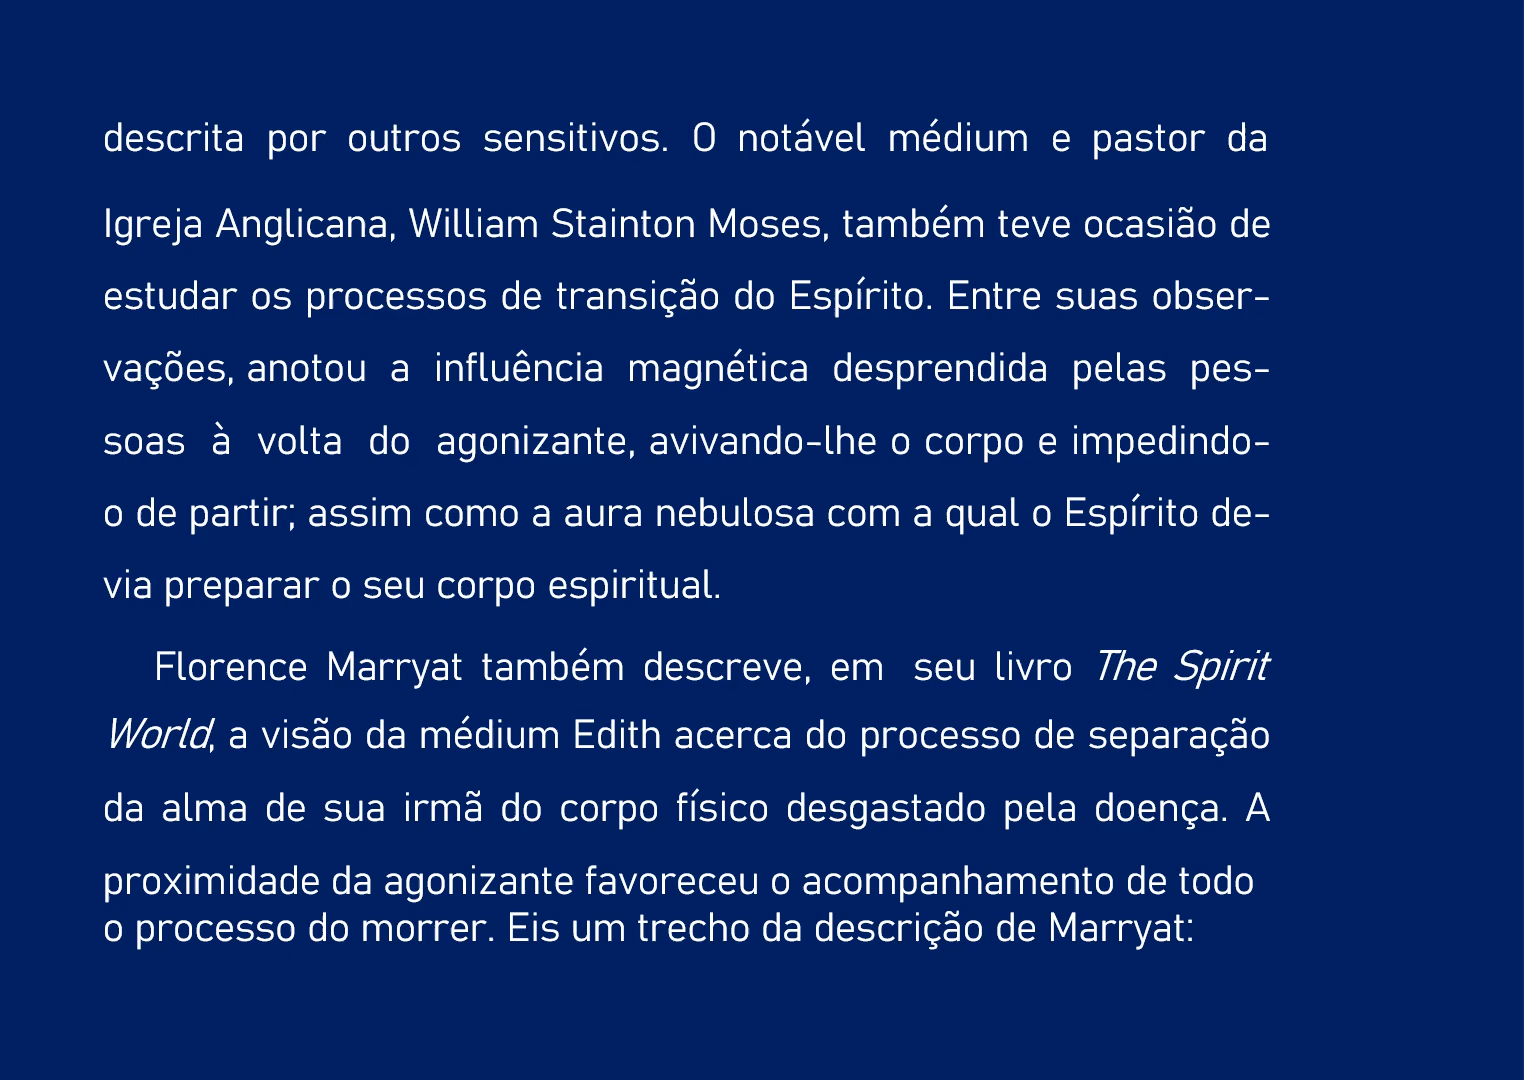 descrita por outros sensitivos. O notável médium e pastor da
Igreja Anglicana, William Stainton Moses, também teve ocasião de
estudar os processos de transição do Espírito. Entre suas obser-
vações, anotou a influência magnética desprendida pelas pes-
soas à volta do agonizante, avivando-lhe o corpo e impedindo-
o de partir; assim como a aura nebulosa com a qual o Espírito de-
via preparar o seu corpo espiritual.
Florence Marryat também descreve, em seu livro The Spirit
World, a visão da médium Edith acerca do processo de separação
da alma de sua irmã do corpo físico desgastado pela doença. A
proximidade da agonizante favoreceu o acompanhamento de todo
o processo do morrer. Eis um trecho da descrição de Marryat: